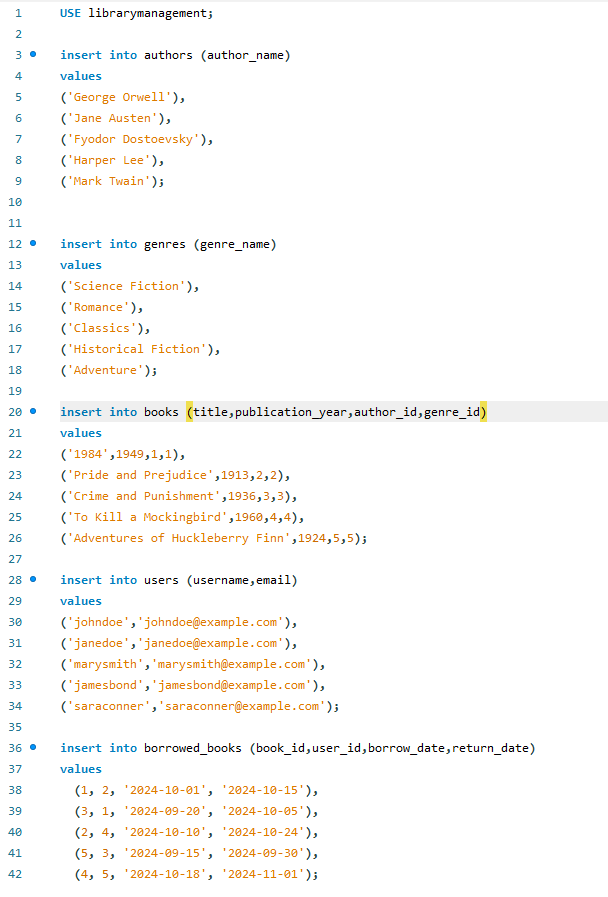 1 USE librarymanagement;
2
3 insert into authors (author_name)
4 values
5 ('George Orwell'),
6 ('Jane Austen'),
7 ('Fyodor Dostoevsky'),
8 ('Harper Lee'),
9 ('Mark Twain');
10
11
12 insert into genres (genre_name)
13 values
14 ('Science Fiction'),
15 ('Romance'),
16 ('Classics'),
17 ('Historical Fiction'),
18 ('Adventure');
19
20 insert into books (title,publication_year,author_id,genre_id)
21 values
22 ('1984',1949,1,1),
23 ('Pride and Prejudice',1913,2,2),
24 ('Crime and Punishment',1936,3,3),
25 ('To Kill a Mockingbird',1960,4,4),
26 ('Adventures of Huckleberry Finn',1924,5,5);
27
28 insert into users (username,email)
29 values
30 ('johndoe','johndoe@example.com'),
31 ('janedoe','janedoe@example.com'),
32 ('marysmith','marysmith@example.com'),
33 ('jamesbond','jamesbond@example.com'),
34 ('saraconner','saraconner@example.com');
35
36 insert into borrowed_books (book_id,user_id,borrow_date,return_date)
37 values
38 (1, 2, '2024-10-01', '2024-10-15'),
39 (3, 1, '2024-09-20', '2024-10-05'),
40 (2, 4, '2024-10-10', '2024-10-24'),
41 (5, 3, '2024-09-15', '2024-09-30'),
42 (4, 5, '2024-10-18', '2024-11-01');